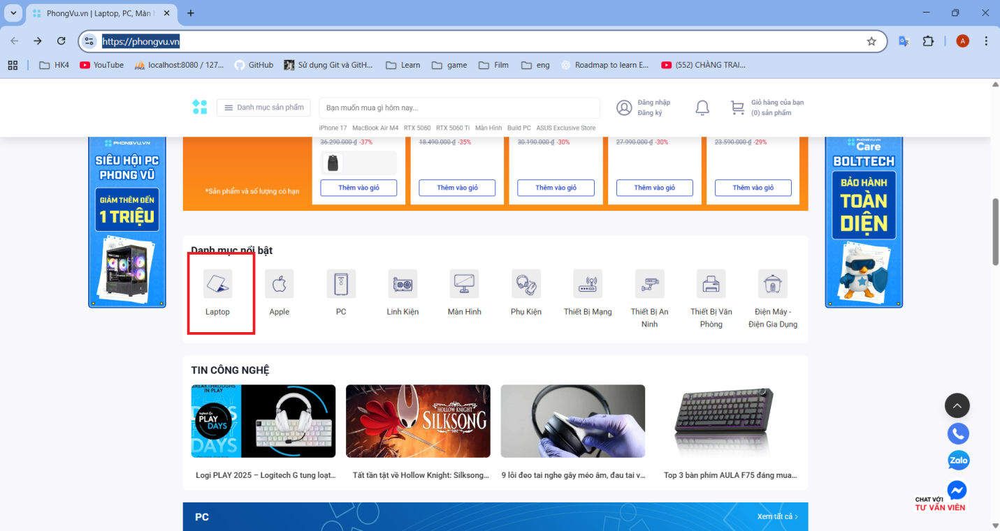 PhongVu.vn | Laptop, PC, Màn
https://phongvu.vn
A
HK4
YouTube
localhost:8080 / 127...
GitHub
Sử dụng Git và GitH...
Learn
game
Film
eng
Roadmap to learn E...
(552) CHÀNG TRAI...
Danh mục sản phẩm
Bạn muốn mua gì hôm nay...
Đăng nhập
Đăng ký
Giỏ hàng của bạn
(0) sản phẩm
iPhone 17
MacBook Air M4
RTX 5060
RTX 5060 Ti
Màn Hình
Build PC
ASUS Exclusive Store
PHONGVU.VN
SIÊU HỘI PC
PHONG VŨ
GIẢM THÊM ĐẾN
1 TRIỆU
36.290.000 ₫ -37%
18.490.000 ₫ -35%
30.190.000 ₫ -30%
27.990.000 ₫ -30%
23.590.000 ₫ -29%
*Sản phẩm và số lượng có hạn
Thêm vào giỏ
Thêm vào giỏ
Thêm vào giỏ
Thêm vào giỏ
Thêm vào giỏ
PHONGVU.VN
Care
BOLTTECH
BẢO HÀNH
TOÀN
DIỆN
Danh mục nổi bật
Laptop
Apple
PC
Linh Kiện
Màn Hình
Phụ Kiện
Thiết Bị Mạng
Thiết Bị An
Ninh
Thiết Bị Văn
Phòng
Điện Máy -
Điện Gia Dụng
TIN CÔNG NGHỆ
BREAKTHROUGHS
IN PLAY
PLAY
DAYS
HOLLOW KNIGHT
SILKSONG
Logi PLAY 2025 – Logitech G tung loạt...
Tất tần tật về Hollow Knight: Silksong...
9 lỗi đeo tai nghe gây méo âm, đau tai v...
Top 3 bàn phím AULA F75 đáng mua...
Zalo
CHAT VỚI
TƯ VẤN VIÊN
PC
Xem tất cả